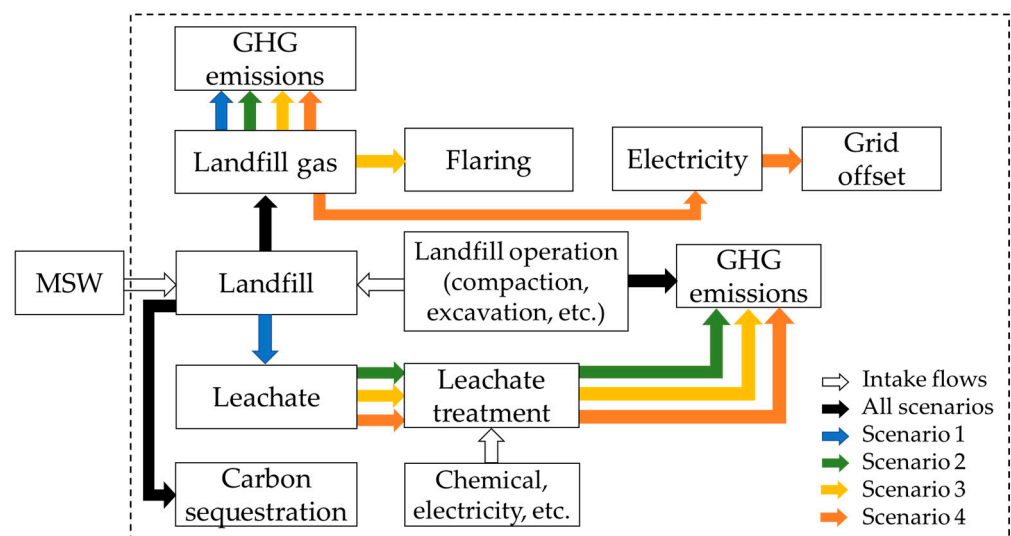 GHG
emissions
Landfill gas
Flaring
Electricity
Grid
offset
MSW
Landfill
Landfill operation
(compaction,
excavation, etc.)
GHG
emissions
Leachate
Leachate
treatment
Carbon
sequestration
Chemical,
electricity, etc.
Intake flows
All scenarios
Scenario 1
Scenario 2
Scenario 3
Scenario 4